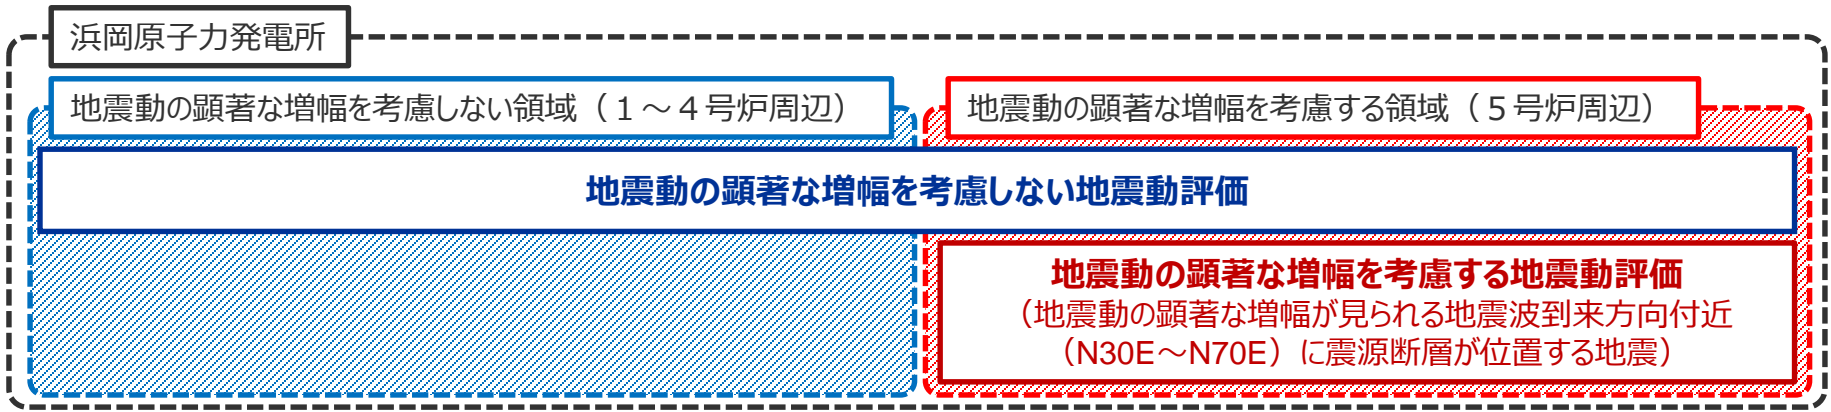 浜岡原子力発電所
地震動の顕著な増幅を考慮しない領域（１～４号炉周辺）
地震動の顕著な増幅を考慮する領域（５号炉周辺）
地震動の顕著な増幅を考慮しない地震動評価
地震動の顕著な増幅を考慮する地震動評価
（地震動の顕著な増幅が見られる地震波到来方向付近
（N30E～N70E）に震源断層が位置する地震）